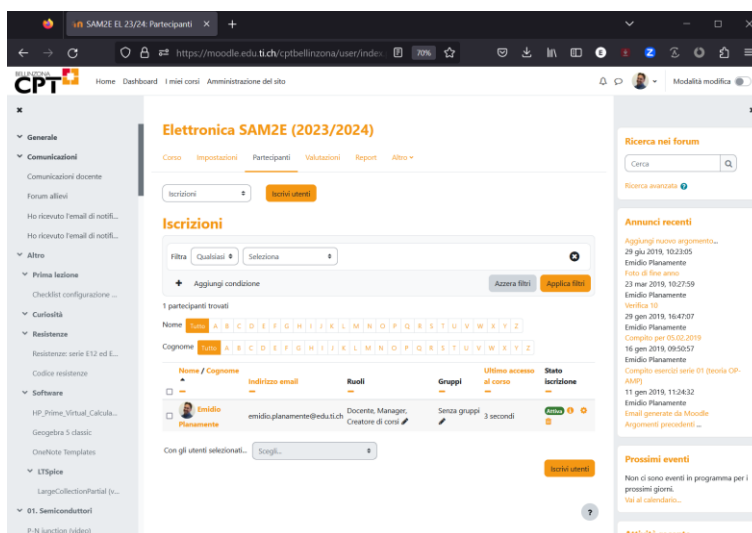 SAM2E EL 23/24: Partecipanti
https://moodle.edu.ti.ch/cptbellinzona/user/index.
70%
BELLINZONA
CPT
Home Dashboard I miei corsi Amministrazione del sito
Modalità modifica
Generale
Comunicazioni
Comunicazioni docente
Forum allievi
Ho ricevuto l'email di notifi...
Ho ricevuto l'email di notifi...
Altro
Prima lezione
Checklist configurazione ...
Curiosità
Resistenze
Resistenze: serie E12 ed E...
Codice resistenze
Software
HP_Prime_Virtual_Calcula...
Geogebra 5 classic
OneNote Templates
LTSpice
LargeCollectionPartial (v...
01. Semiconduttori
P-N junction (video)
Elettronica SAM2E (2023/2024)
Corso Impostazioni Partecipanti Valutazioni Report Altro
Iscrizioni
Iscrivi utenti
Iscrizioni
Filtra Qualsiasi Seleziona
Aggiungi condizione
Azzera filtri Applica filtri
1 partecipanti trovati
Nome Tutto A B C D E F G H I J K L M N O P Q R S T U V W X Y Z
Cognome Tutto A B C D E F G H I J K L M N O P Q R S T U V W X Y Z
Nome / Cognome Indirizzo email Ruoli Gruppi Ultimo accesso al corso Stato iscrizione
Emidio Planamente emidio.planamente@edu.ti.ch Docente, Manager, Creatore di corsi Senza gruppi 3 secondi Attivo
Con gli utenti selezionati... Scegli...
Iscrivi utenti
?
Ricerca nei forum
Cerca
Ricerca avanzata
Annunci recenti
Aggiungi nuovo argomento...
29 giu 2019, 10:23:05
Emidio Planamente
Foto di fine anno
23 mar 2019, 10:27:59
Emidio Planamente
Verifica 10
29 gen 2019, 16:47:07
Emidio Planamente
Compito per 05.02.2019
16 gen 2019, 09:50:57
Emidio Planamente
Compito esercizi serie 01 (teoria OP-
AMP)
11 gen 2019, 11:24:32
Emidio Planamente
Email generate da Moodle
Argomenti precedenti ...
Prossimi eventi
Non ci sono eventi in programma per i
prossimi giorni.
Vai al calendario...